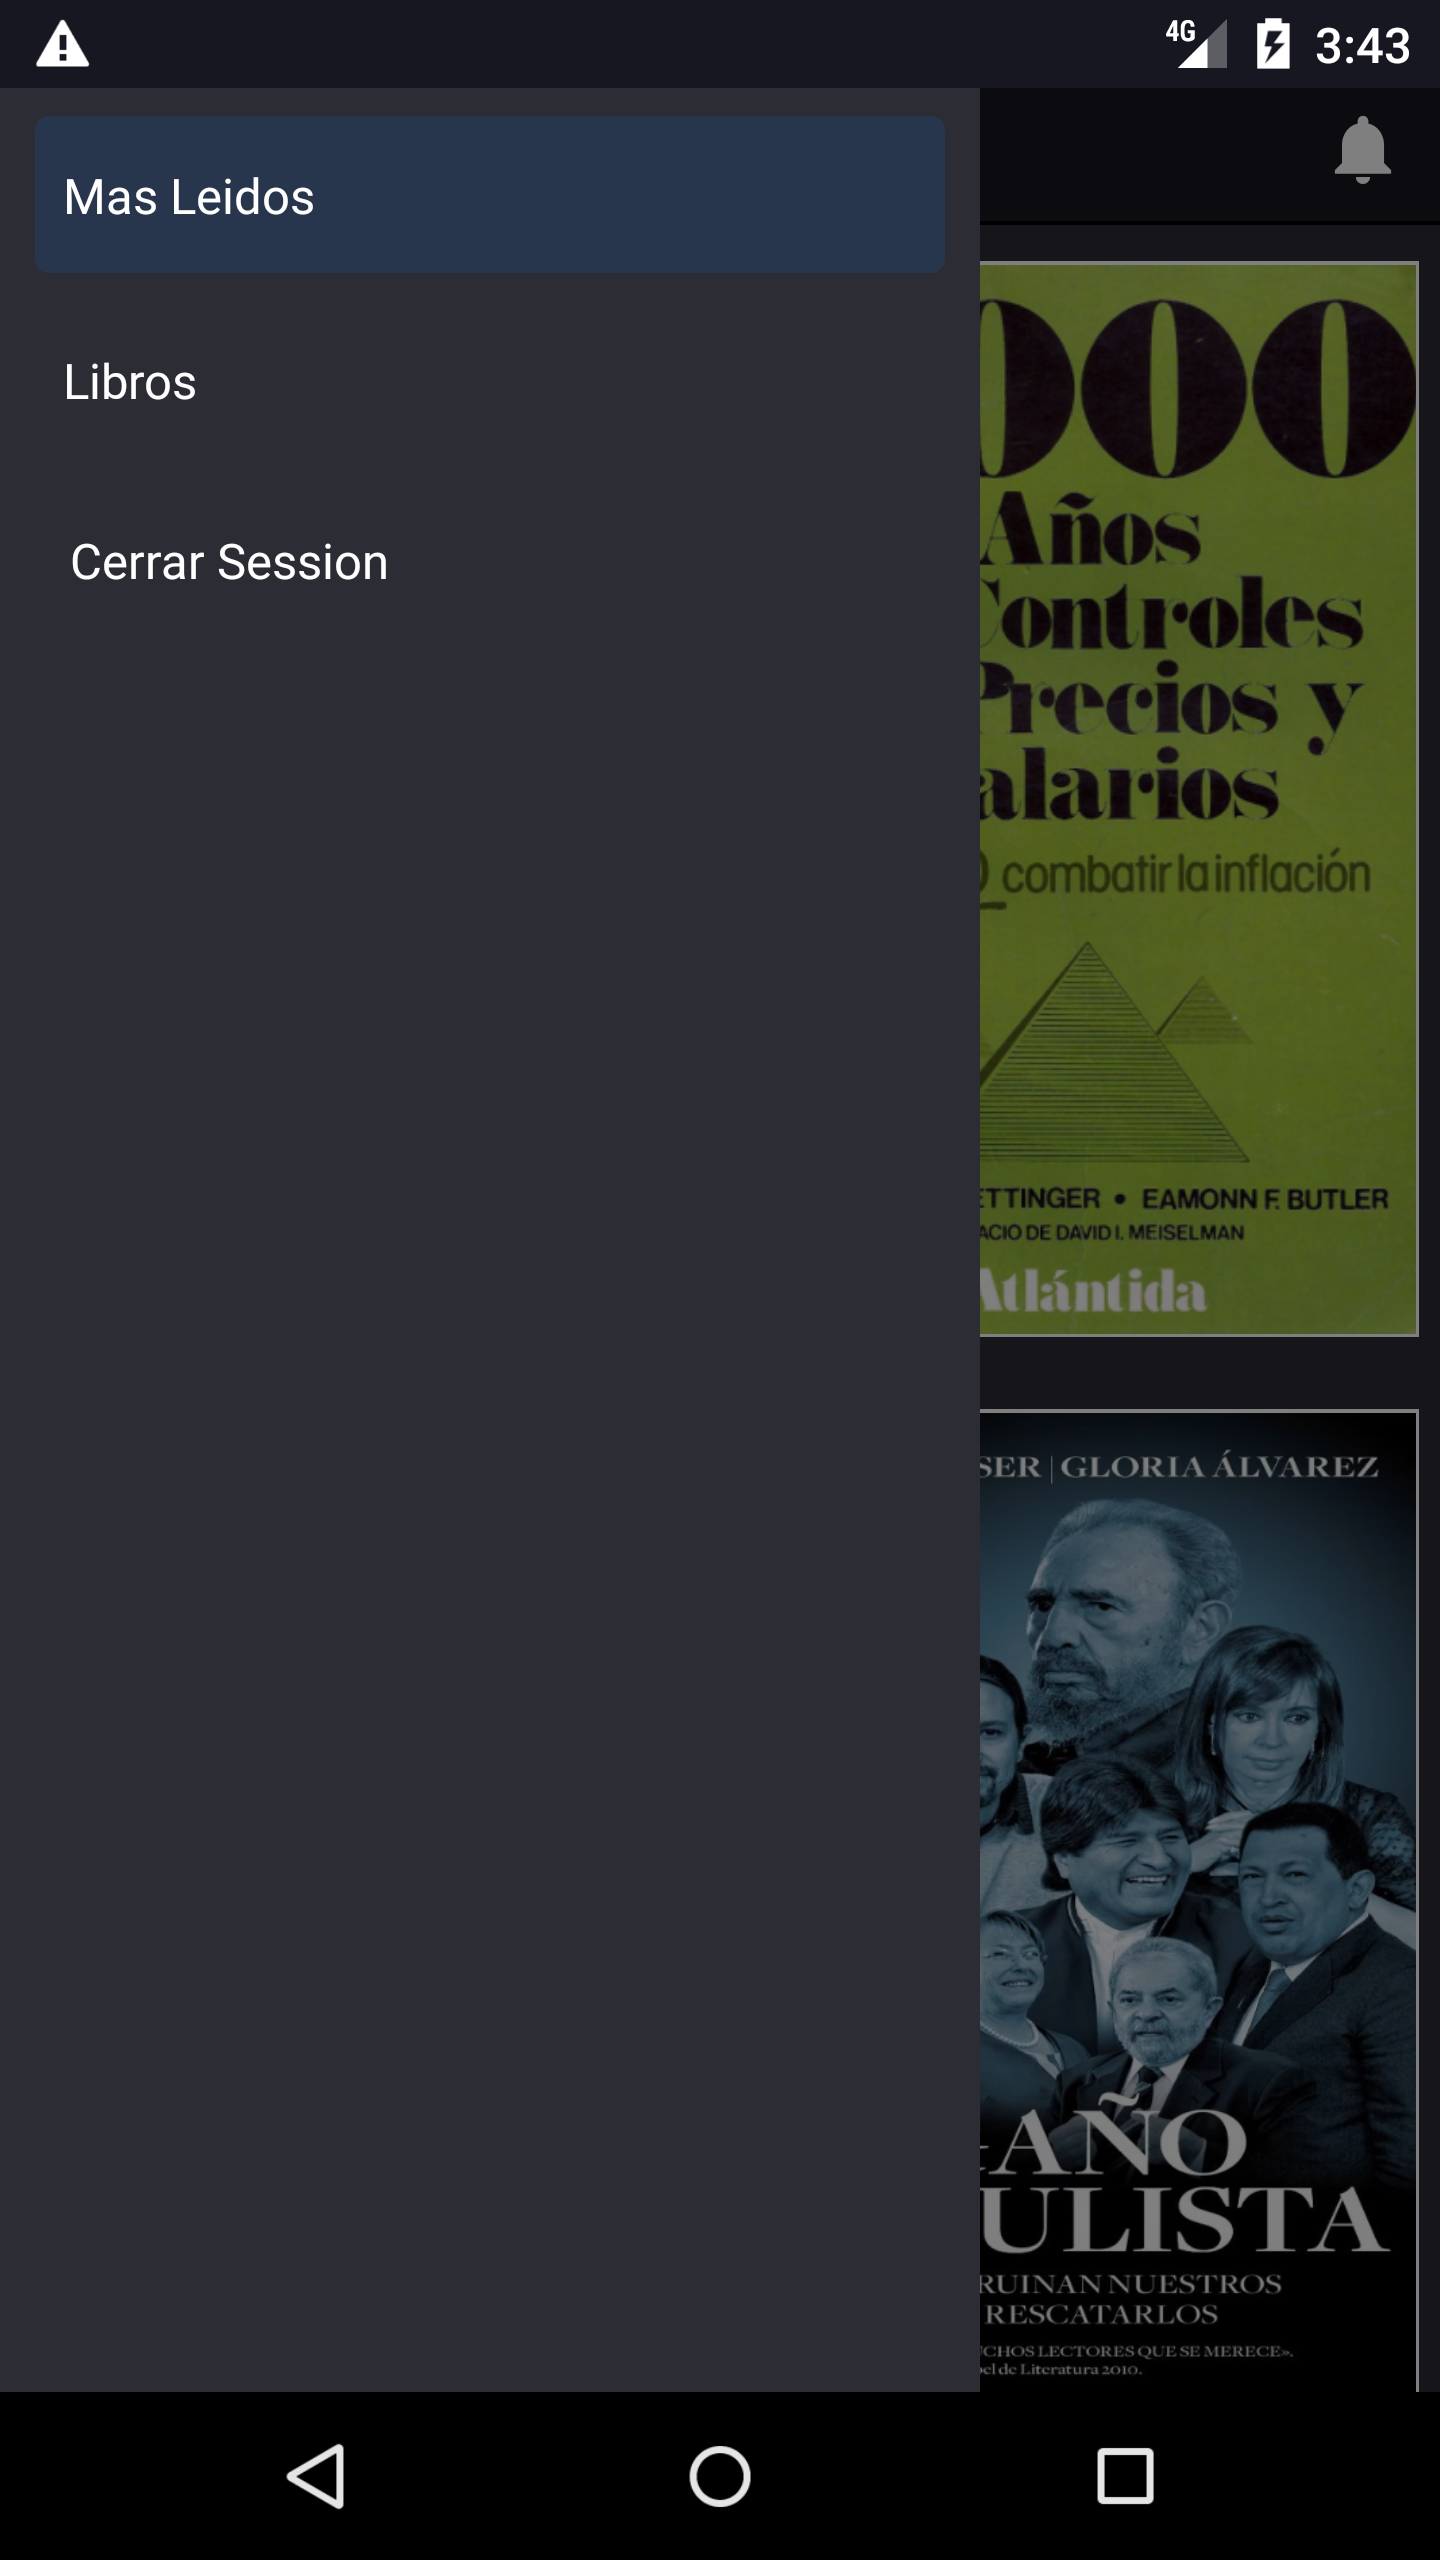 4G 3:43
Mas Leidos
Libros
Cerrar Session
000
Años
Controles
Precios y
alarios
combatir la inflación
ETTINGER • EAMONN F. BUTLER
ACIO DE DAVID I. MEISELMAN
Atlántida
SER | GLORIA ÁLVAREZ
AÑO
ULISTA
RUINAN NUESTROS
RESCATARLOS
UCHOS LECTORES QUE SE MERECE».
el de Literatura 2010.